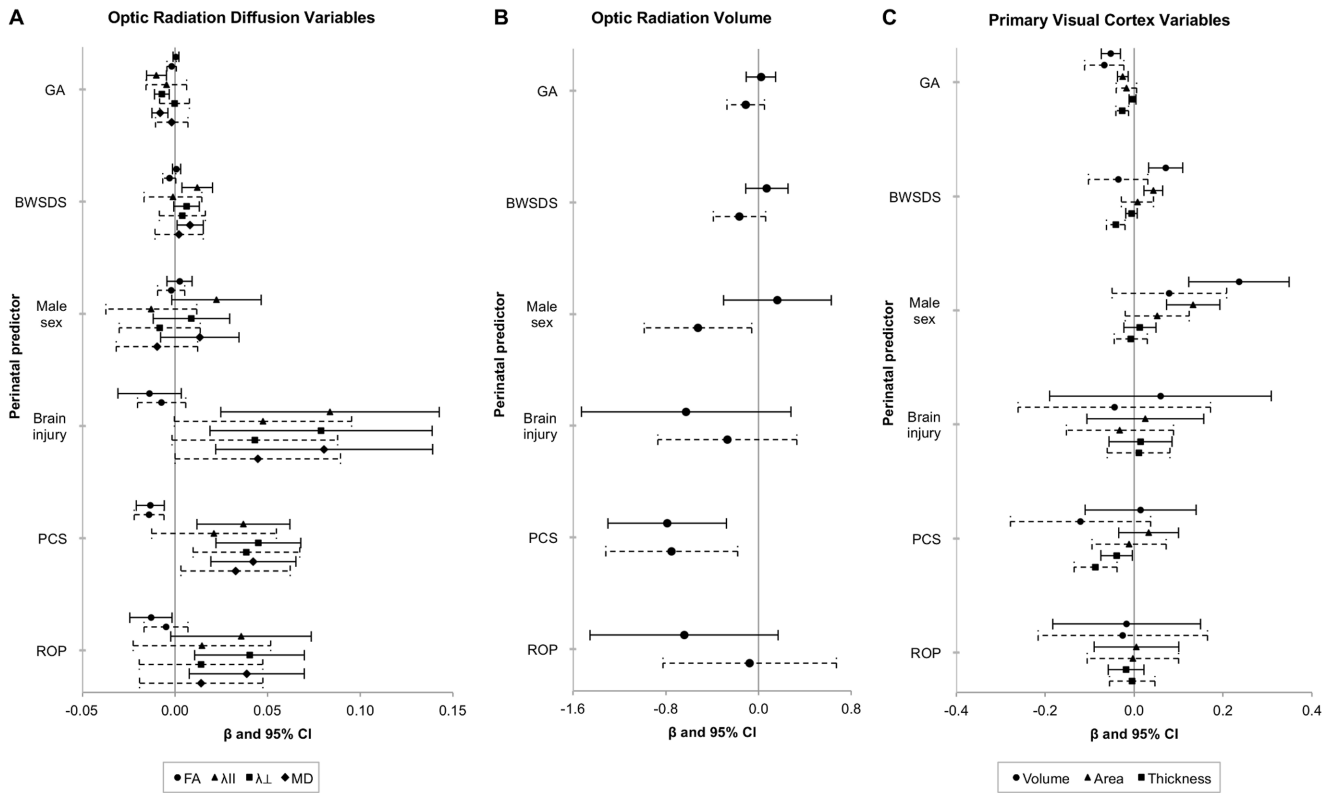 A
Optic Radiation Diffusion Variables
Perinatal predictor
GA
BWSDS
Male
sex
Brain
injury
PCS
ROP
-0.05
0.00
0.05
0.10
0.15
β and 95% CI
FA λII λ⊥ MD
B
Optic Radiation Volume
Perinatal predictor
GA
BWSDS
Male
sex
Brain
injury
PCS
ROP
-1.6
-0.8
0.0
0.8
β and 95% CI
C
Primary Visual Cortex Variables
Perinatal predictor
GA
BWSDS
Male
sex
Brain
injury
PCS
ROP
-0.4
-0.2
0.0
0.2
0.4
β and 95% CI
Volume Area Thickness